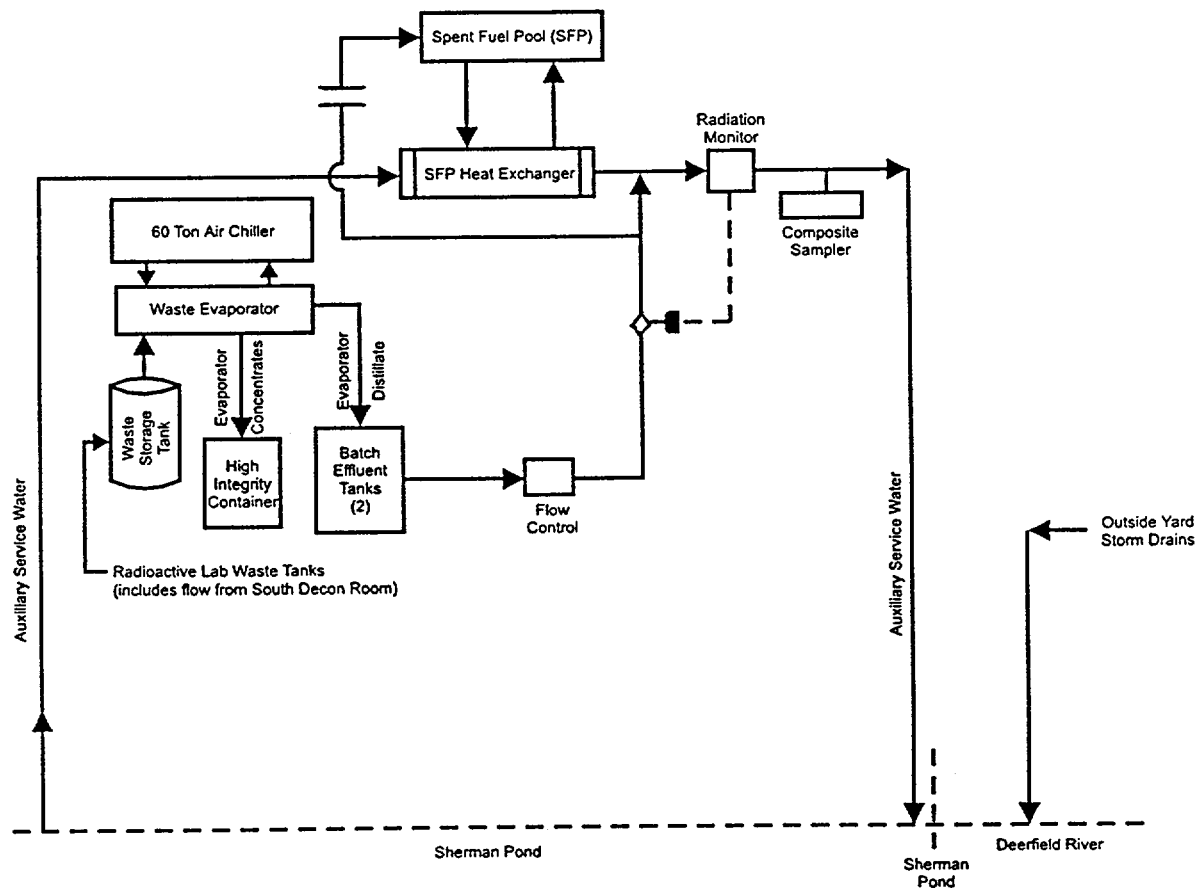 Spent Fuel Pool (SFP)
Radiation
Monitor
SFP Heat Exchanger
60 Ton Air Chiller
Composite
Sampler
Waste Evaporator
Evaporator
Concentrates
Evaporator
Distillate
Waste
Storage
Tank
High
Integrity
Container
Batch
Effluent
Tanks
(2)
Flow
Control
Auxiliary Service Water
Auxiliary Service Water
Outside Yard
Storm Drains
Radioactive Lab Waste Tanks
(includes flow from South Decon Room)
Sherman Pond
Sherman
Pond
Deerfield River